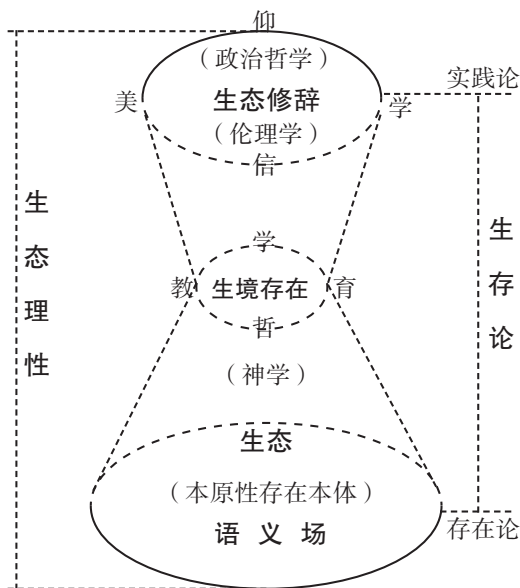 仰
（政治哲学）
实践论
美
生态修辞
学
（伦理学）
信
生态理性
生存论
学
教
生境存在
育
哲
（神学）
生态
（本原性存在本体）
语义场
存在论